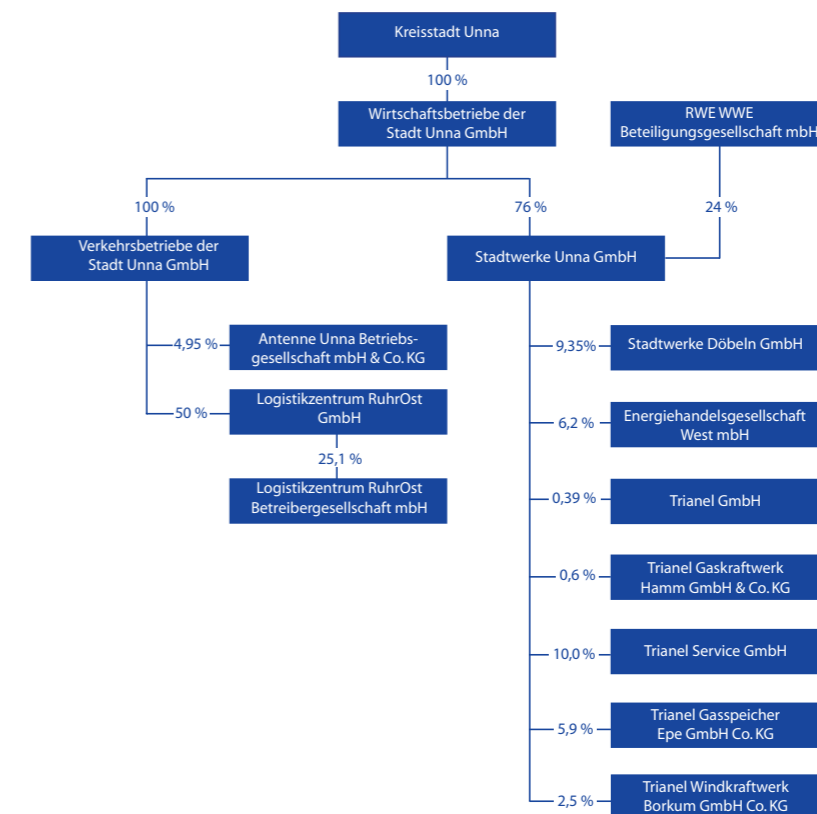 Kreisstadt Unna
100 %
Wirtschaftsbetriebe der
Stadt Unna GmbH
RWE WWE
Beteiligungsgesellschaft mbH
100 %
76 %
24 %
Verkehrsbetriebe der
Stadt Unna GmbH
Stadtwerke Unna GmbH
4,95 %
Antenne Unna Betriebs-
gesellschaft mbH & Co. KG
50 %
Logistikzentrum RuhrOst
GmbH
25,1 %
Logistikzentrum RuhrOst
Betreibergesellschaft mbH
9,35%
Stadtwerke Döbeln GmbH
6,2 %
Energiehandelsgesellschaft
West mbH
0,39 %
Trianel GmbH
0,6 %
Trianel Gaskraftwerk
Hamm GmbH & Co. KG
10,0 %
Trianel Service GmbH
5,9 %
Trianel Gasspeicher
Epe GmbH Co. KG
2,5 %
Trianel Windkraftwerk
Borkum GmbH Co. KG